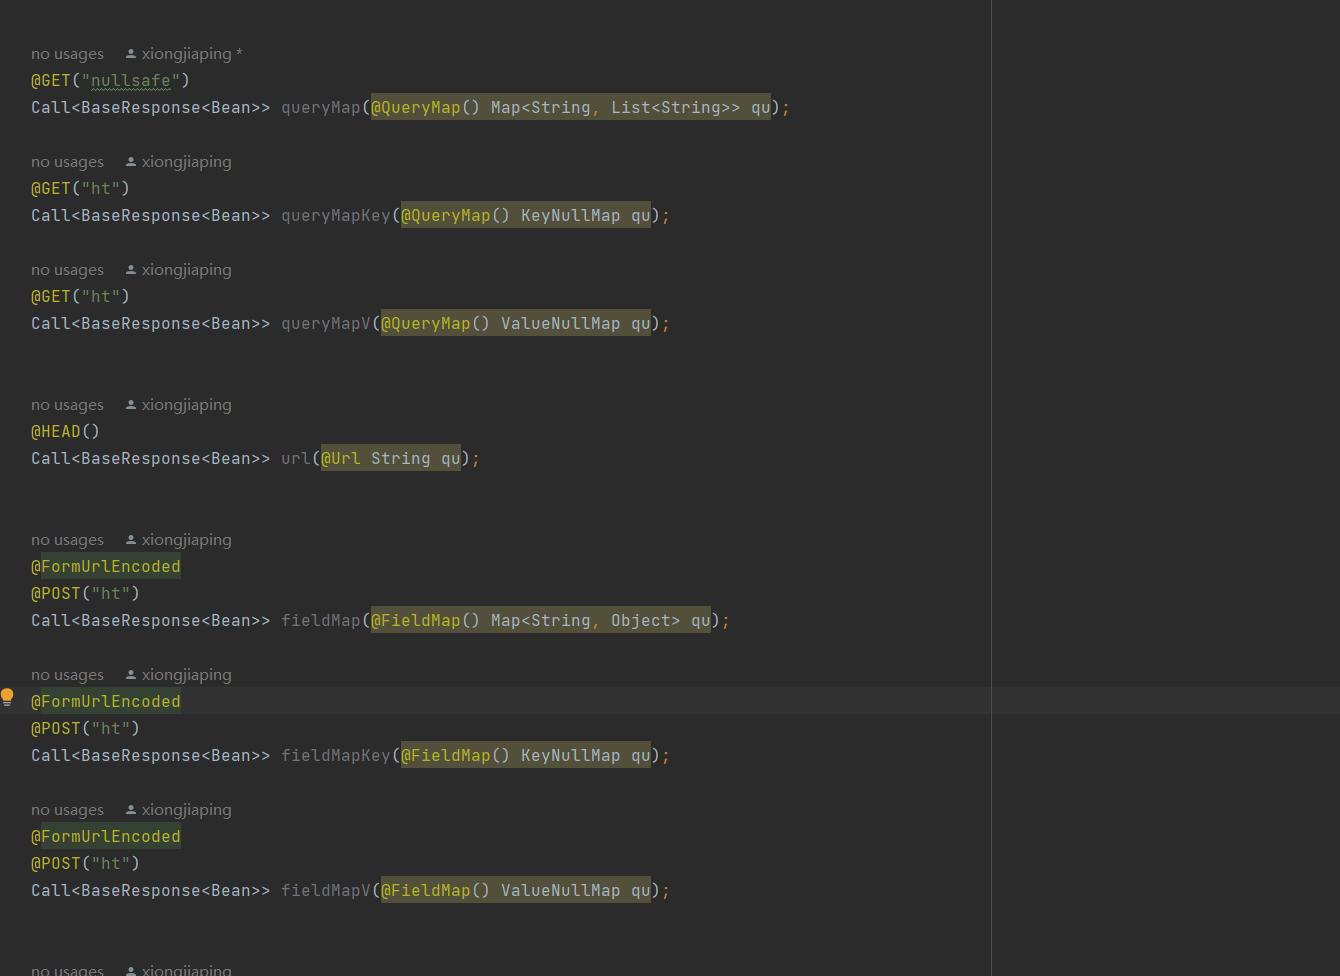 no usages xiongjiaping *
@GET("nullsafe")
Call<BaseResponse<Bean>> queryMap(@QueryMap() Map<String, List<String>> qu);
no usages xiongjiaping
@GET("ht")
Call<BaseResponse<Bean>> queryMapKey(@QueryMap() KeyNullMap qu);
no usages xiongjiaping
@GET("ht")
Call<BaseResponse<Bean>> queryMapV(@QueryMap() ValueNullMap qu);
no usages xiongjiaping
@HEAD()
Call<BaseResponse<Bean>> url(@Url String qu);
no usages xiongjiaping
@FormUrlEncoded
@POST("ht")
Call<BaseResponse<Bean>> fieldMap(@FieldMap() Map<String, Object> qu);
no usages xiongjiaping
@FormUrlEncoded
@POST("ht")
Call<BaseResponse<Bean>> fieldMapKey(@FieldMap() KeyNullMap qu);
no usages xiongjiaping
@FormUrlEncoded
@POST("ht")
Call<BaseResponse<Bean>> fieldMapV(@FieldMap() ValueNullMap qu);
no usages xiongjiaping